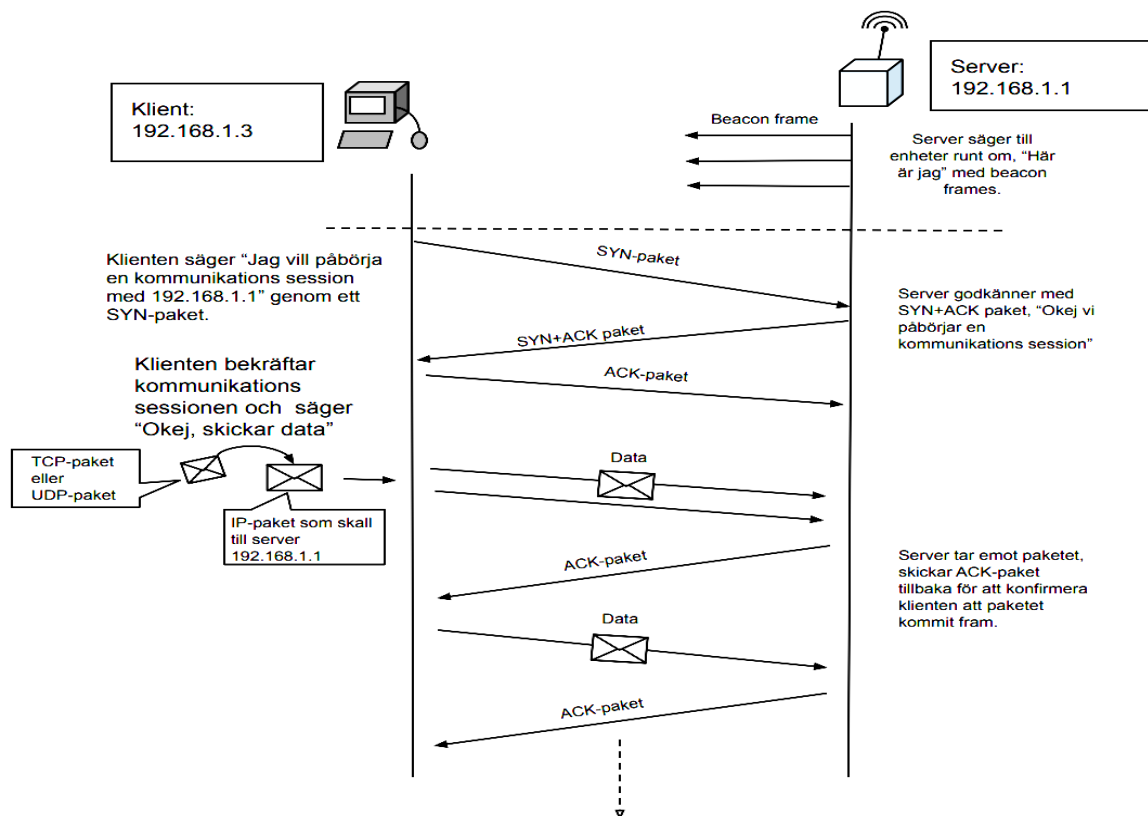 Klient:
192.168.1.3
Server:
192.168.1.1
Beacon frame
Server säger till
enheter runt om, “Här
är jag” med beacon
frames.
Klienten säger “Jag vill påbörja
en kommunikations session
med 192.168.1.1” genom ett
SYN-paket.
SYN-paket
Server godkänner med
SYN+ACK paket, “Okej vi
påbörjar en
kommunikations session”
SYN+ACK paket
Klienten bekräftar
kommunikations
sessionen och säger
“Okej, skickar data”
ACK-paket
TCP-paket
eller
UDP-paket
IP-paket som skall
till server
192.168.1.1
Data
ACK-paket
Server tar emot paketet,
skickar ACK-paket
tillbaka för att konfirmera
klienten att paketet
kommit fram.
Data
ACK-paket